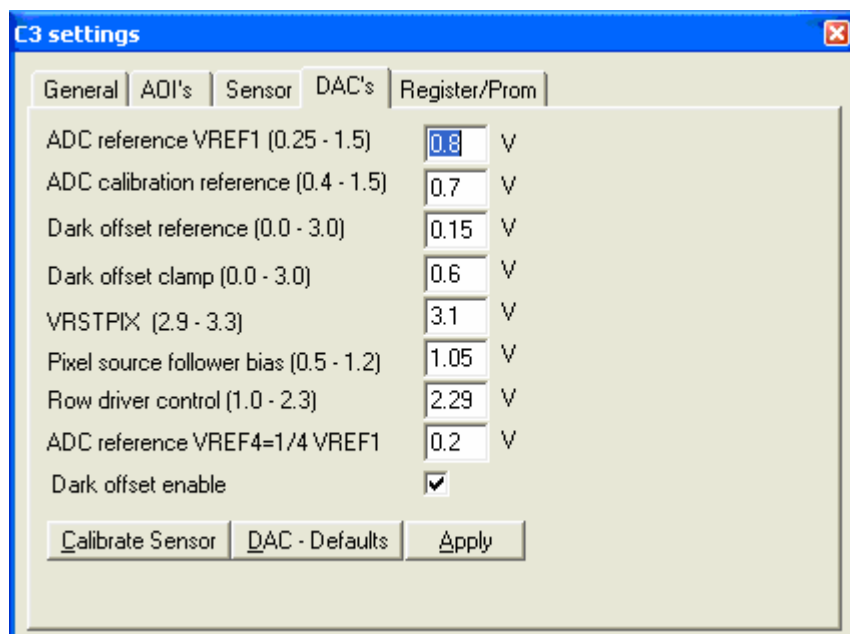 C3 settings
General AOI's Sensor DAC's Register/Prom
ADC reference VREF1 (0.25 - 1.5) 0.8 V
ADC calibration reference (0.4 - 1.5) 0.7 V
Dark offset reference (0.0 - 3.0) 0.15 V
Dark offset clamp (0.0 - 3.0) 0.6 V
VRSTPIX (2.9 - 3.3) 3.1 V
Pixel source follower bias (0.5 - 1.2) 1.05 V
Row driver control (1.0 - 2.3) 2.29 V
ADC reference VREF4=1/4 VREF1 0.2 V
Dark offset enable
Calibrate Sensor DAC - Defaults Apply